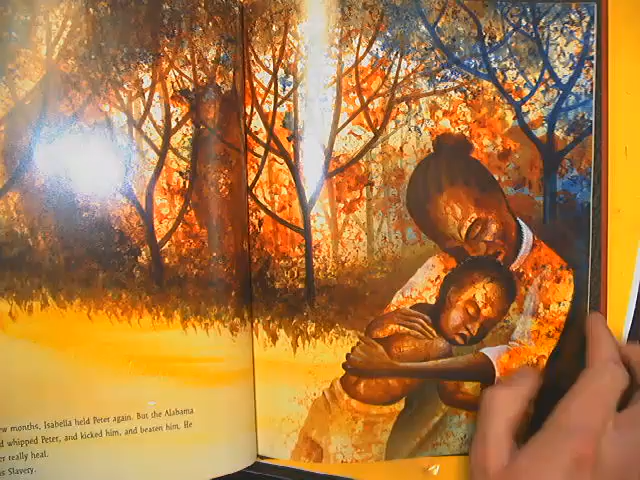 months, Isabella held Peter again. But the Alabama
whipped Peter, and kicked him, and beaten him. He
really heal.
Slavery.